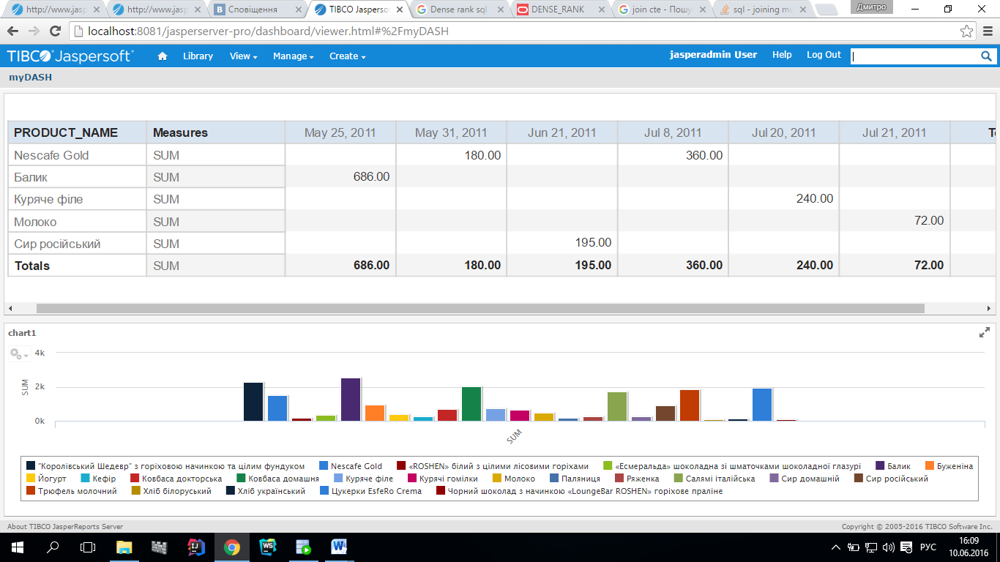 http://www.jasp http://www.jasp Сповіщення TIBCO Jaspersof Dense rank sql DENSE_RANK join cte - Пошу sql - joining mu Дмитро
localhost:8081/jasperserver-pro/dashboard/viewer.html#%2FmyDASH
TIBCO Jaspersoft Library View Manage Create jasperadmin User Help Log Out
myDASH
PRODUCT_NAME Measures May 25, 2011 May 31, 2011 Jun 21, 2011 Jul 8, 2011 Jul 20, 2011 Jul 21, 2011 To
Nescafe Gold SUM 180.00 360.00
Балик SUM 686.00
Куряче філе SUM 240.00
Молоко SUM 72.00
Сир російський SUM 195.00
Totals SUM 686.00 180.00 195.00 360.00 240.00 72.00
chart1
4k
2k
0k
SUM
SUM
"Королівський Шедевр" з горіховою начинкою та цілим фундуком Nescafe Gold «ROSHEN» білий з цілими лісовими горіхами «Есмеральда» шоколадна зі шматочками шоколадної глазурі Балик Буженіна
Йогурт Кефір Ковбаса докторська Ковбаса домашня Куряче філе Курячі гомілки Молоко Паляниця Ряженка Салямі італійська Сир домашній Сир російський
Трюфель молочний Хліб білоруський Хліб український Цукерки EsfeRo Crema Чорний шоколад з начинкою «LoungeBar ROSHEN» горіхове праліне
About TIBCO JasperReports Server Copyright © 2005-2016 TIBCO Software Inc.
РУС 16:09
10.06.2016